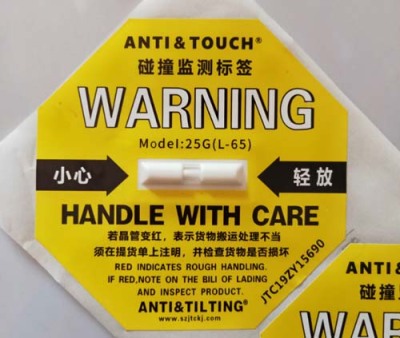 ANTI & TOUCH®
碰撞监测标签
WARNING
Model:25G(L-65)
小心
轻放
HANDLE WITH CARE
若晶管变红，表示货物搬运处理不当
须在提货单上注明，并检查货物是否损坏
RED INDICATES ROUGH HANDLING.
IF RED,NOTE ON THE BILI OF LADING
AND INSPECT PRODUCT.
ANTI&TILTING®
www.szjtckj.com
JTC19ZY15690
ANTI & TO
碰撞监
WAR